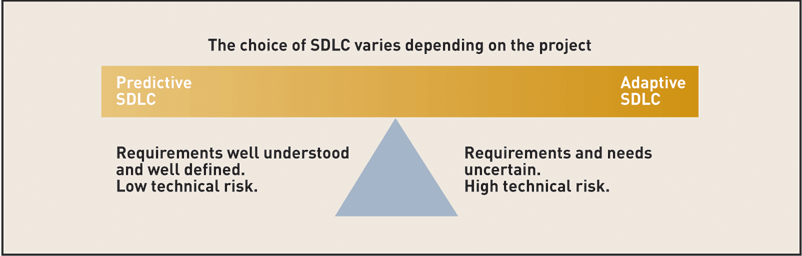 The choice of SDLC varies depending on the project
Predictive
SDLC
Adaptive
SDLC
Requirements well understood
and well defined.
Low technical risk.
Requirements and needs
uncertain.
High technical risk.